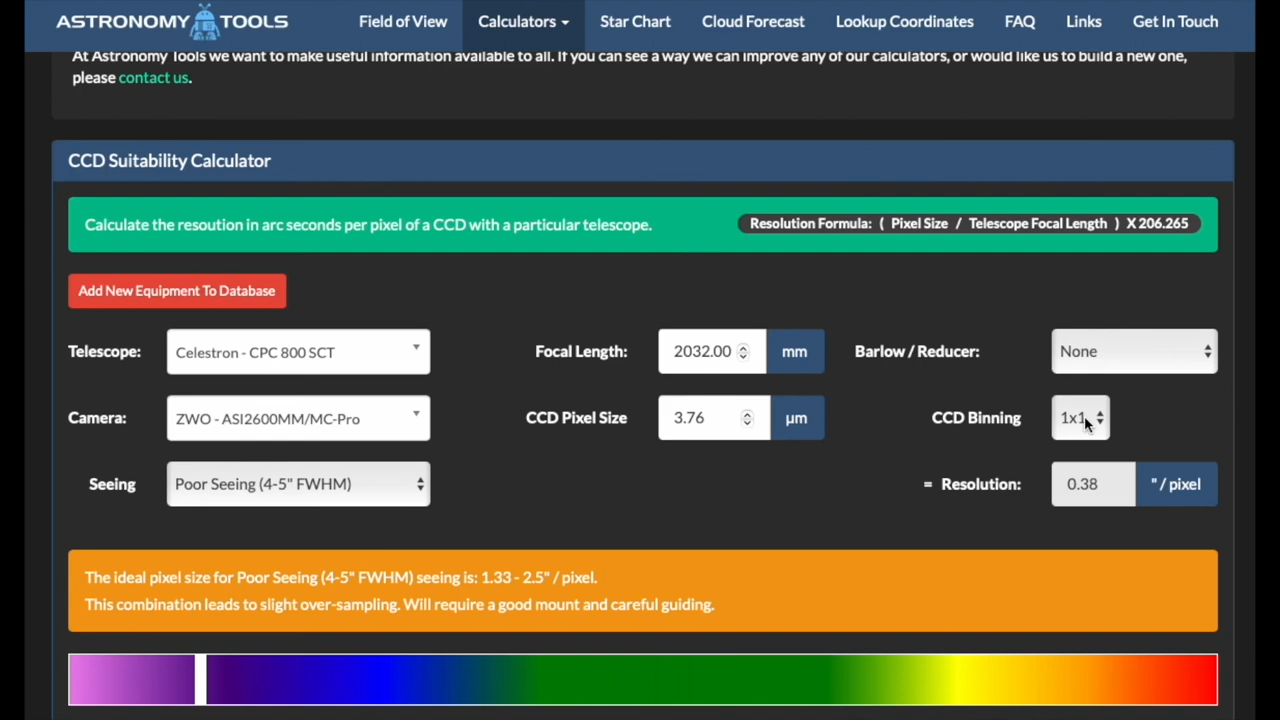 ASTRONOMY TOOLS Field of View Calculators Star Chart Cloud Forecast Lookup Coordinates FAQ Links Get In Touch
At Astronomy Tools we want to make useful information available to all. If you can see a way we can improve any of our calculators, or would like us to build a new one,
please contact us.
CCD Suitability Calculator
Calculate the resoution in arc seconds per pixel of a CCD with a particular telescope. Resolution Formula: ( Pixel Size / Telescope Focal Length ) X 206.265
Add New Equipment To Database
Telescope: Celestron - CPC 800 SCT Focal Length: 2032.00 mm Barlow / Reducer: None
Camera: ZWO - ASI2600MM/MC-Pro CCD Pixel Size 3.76 µm CCD Binning 1x1
Seeing Poor Seeing (4-5" FWHM) = Resolution: 0.38 " / pixel
The ideal pixel size for Poor Seeing (4-5" FWHM) seeing is: 1.33 - 2.5" / pixel.
This combination leads to slight over-sampling. Will require a good mount and careful guiding.